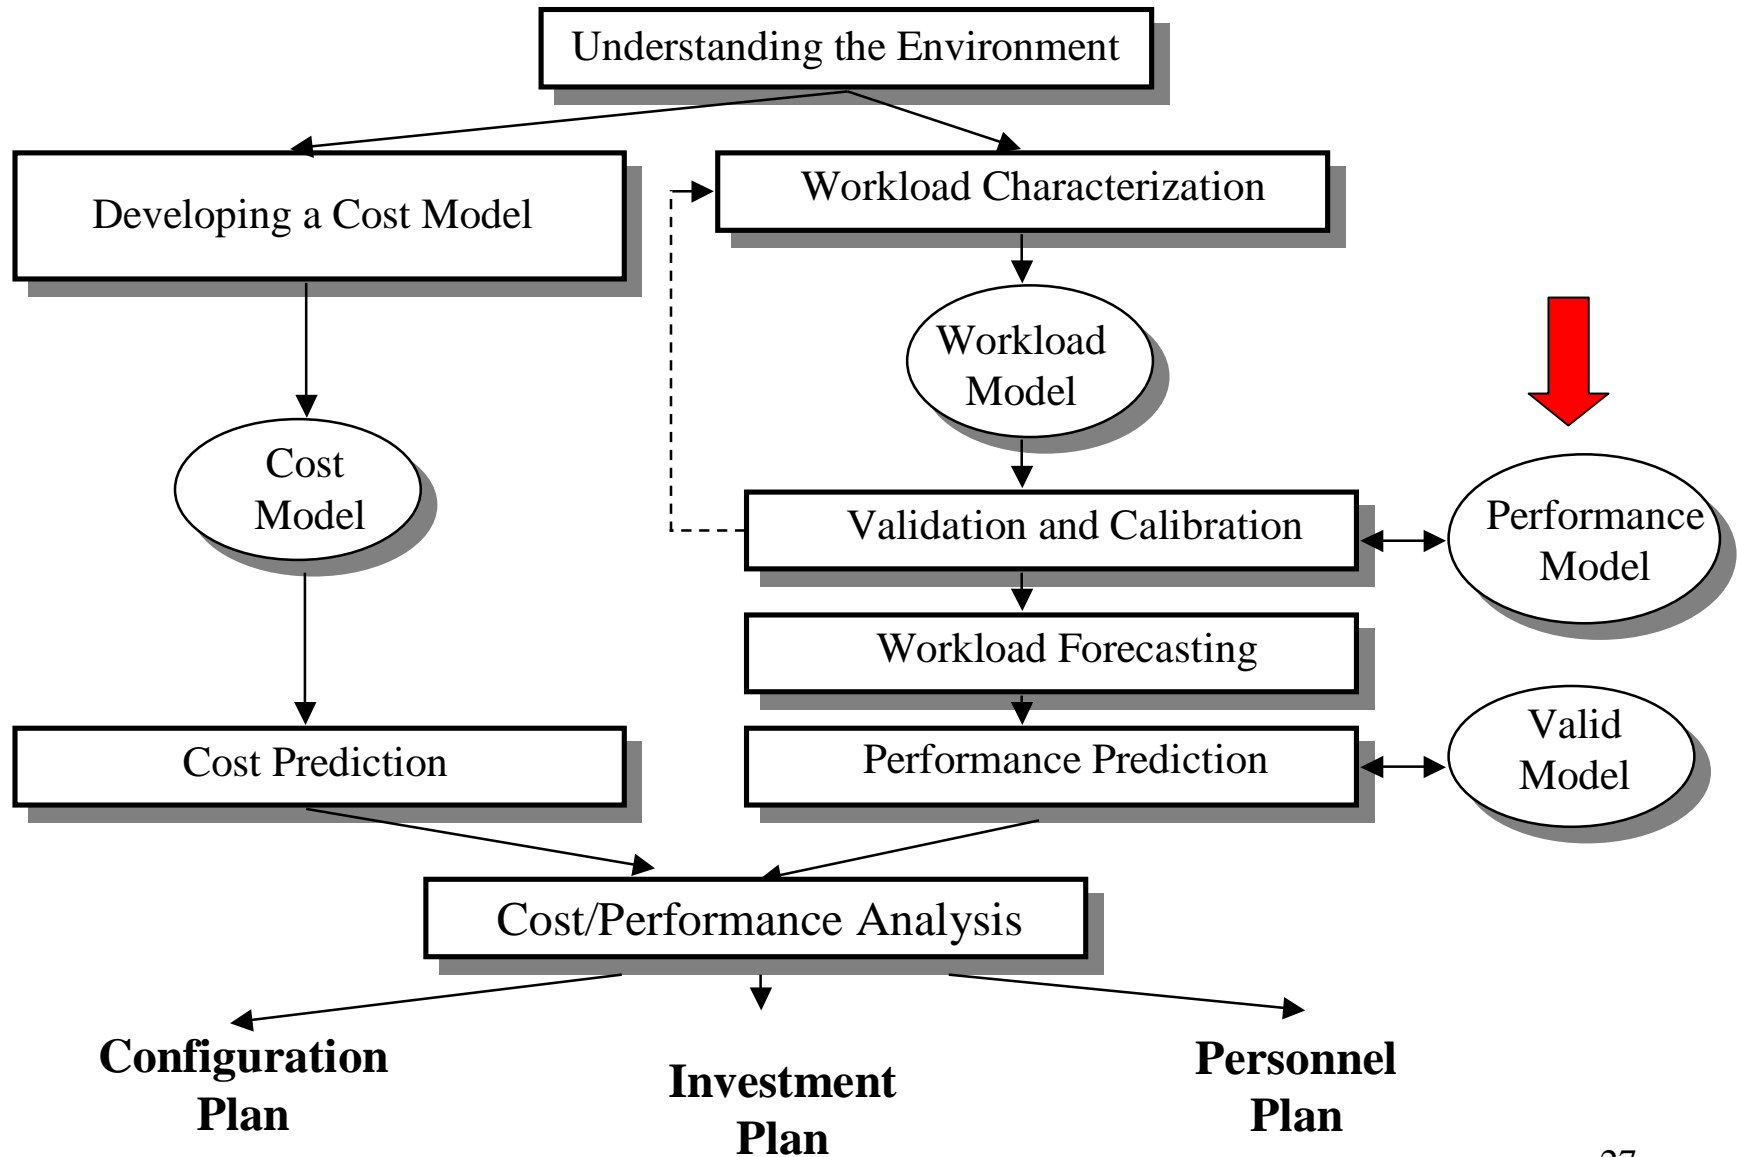 Understanding the Environment
Developing a Cost Model
Workload Characterization
Workload
Model
Cost
Model
Validation and Calibration
Performance
Model
Workload Forecasting
Cost Prediction
Performance Prediction
Valid
Model
Cost/Performance Analysis
Configuration
Plan
Investment
Plan
Personnel
Plan
27